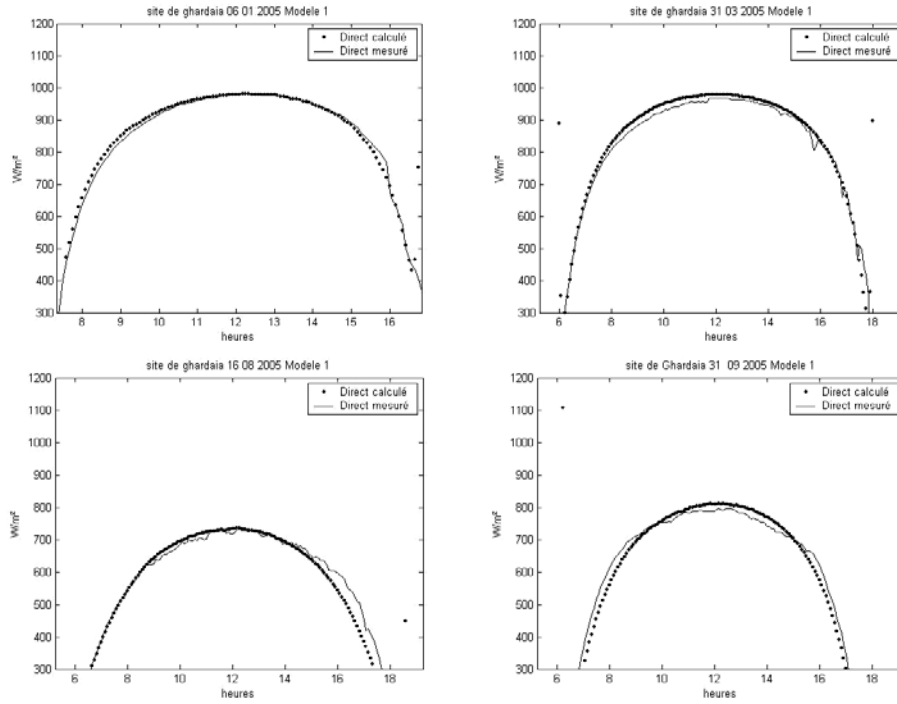 site de ghardaia 06 01 2005 Modele 1
1200
1100
1000
900
800
700
600
500
400
300
W/m²
Direct calculé
Direct mesuré
8 9 10 11 12 13 14 15 16
heures
site de ghardaia 31 03 2005 Modele 1
1200
1100
1000
900
800
700
600
500
400
300
W/m²
Direct calculé
Direct mesuré
6 8 10 12 14 16 18
heures
site de ghardaia 16 08 2005 Modele 1
1200
1100
1000
900
800
700
600
500
400
300
W/m²
Direct calculé
Direct mesuré
6 8 10 12 14 16 18
heures
site de Ghardaia 31 09 2005 Modele 1
1200
1100
1000
900
800
700
600
500
400
300
W/m²
Direct calculé
Direct mesuré
6 8 10 12 14 16 18
heures